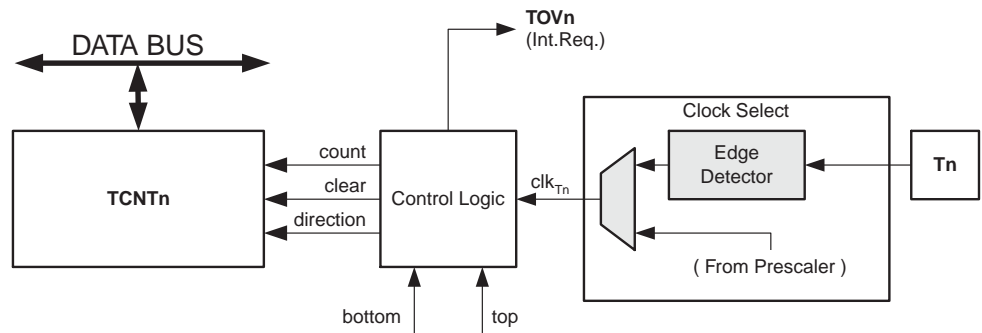 TOVn
(Int.Req.)
DATA BUS
Clock Select
Edge
Detector
Tn
TCNTn
count
clear
direction
Control Logic
clkTn
( From Prescaler )
bottom
top